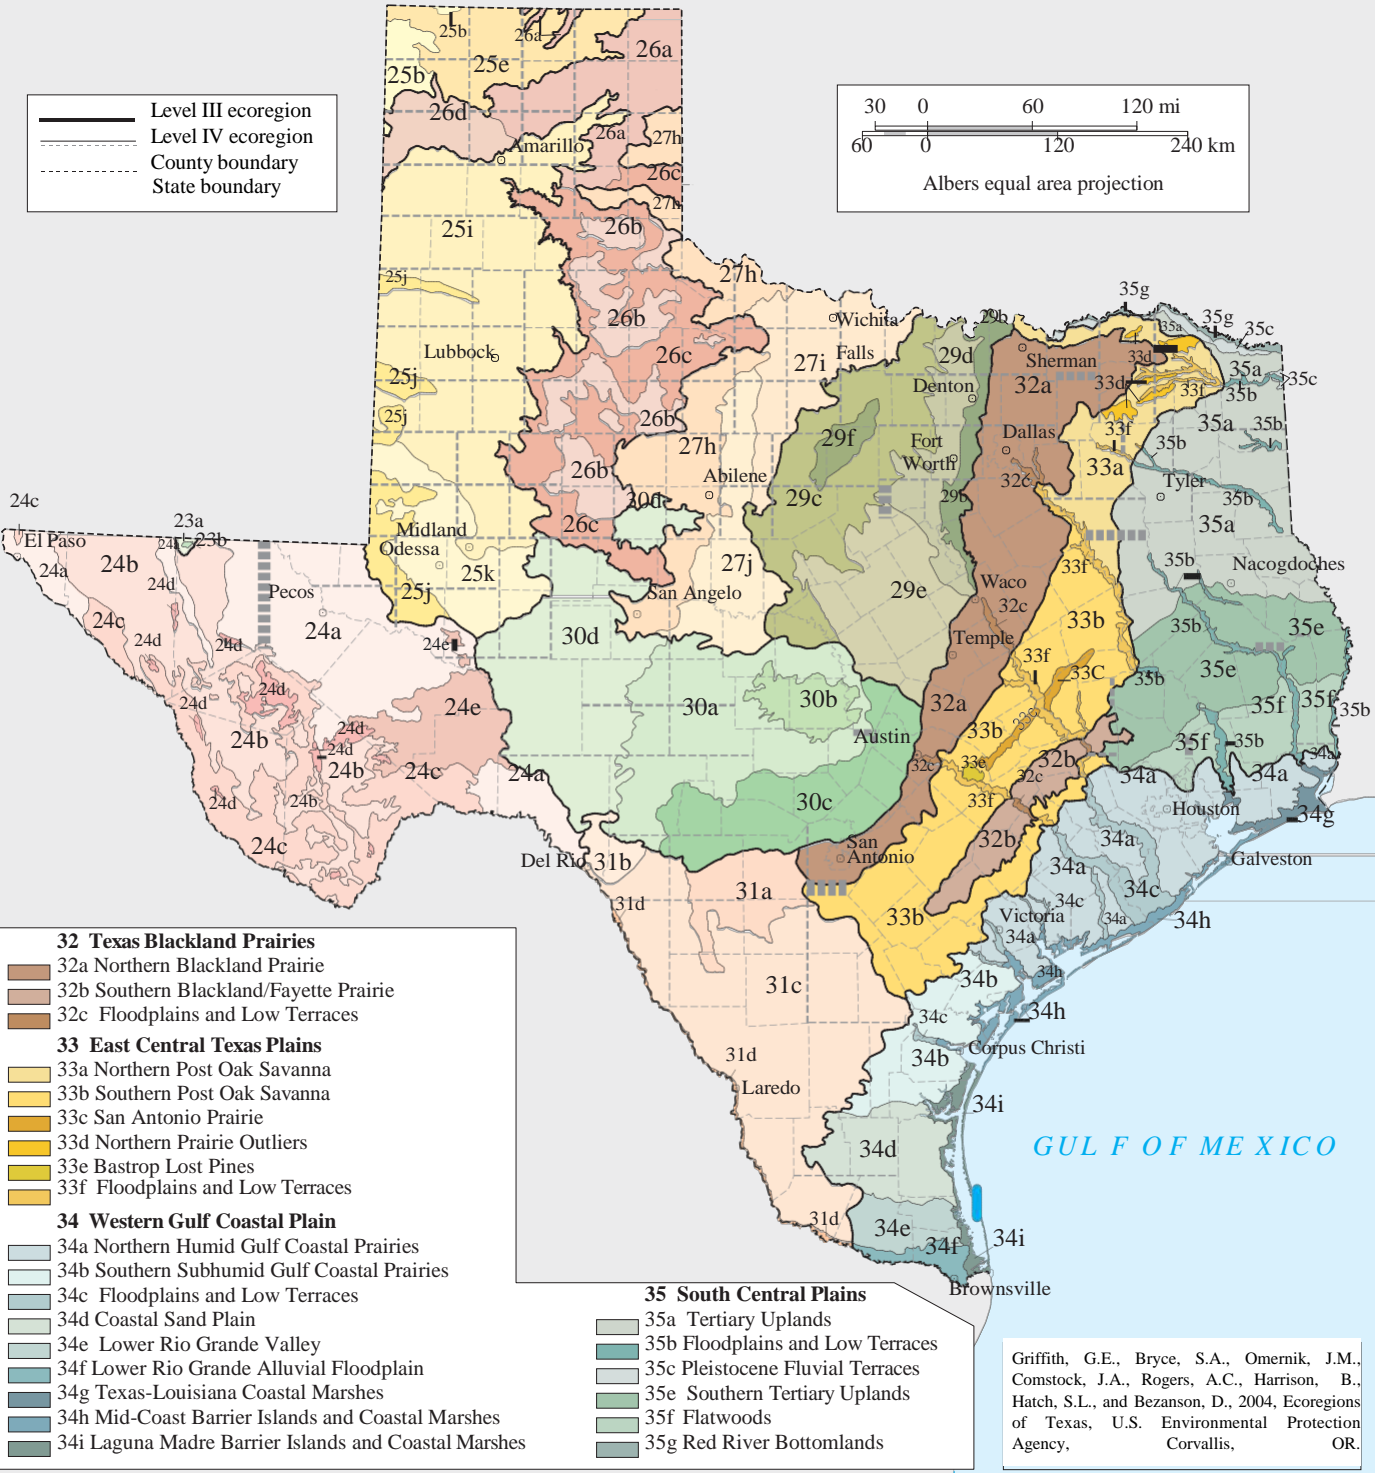 25b
26a
26a
25b
25e
26d
26a
27h
Amarillo
26c
27h
26b
25i
25j
27h
26b
Wichita
Falls
Lubbock
26c
27i
25j
25j
26b
27h
26b
Abilene
30d
26c
Midland
Odessa
25k
25j
27j
San Angelo
Level III ecoregion
Level IV ecoregion
County boundary
State boundary
30 0 60 120 mi
60 0 120 240 km
Albers equal area projection
29b
29d
Denton
29f
Fort
Worth
29c
29b
29e
35g
35g
35c
35a
Sherman
33d
32a
33d
33f
35a
35b
35c
Dallas
33f
35a
35b
35b
32c
33a
Tyler
35b
35a
33f
35b
Nacogdoches
Waco
32c
33b
35b
35e
Temple
33f
33C
35b
35e
32a
33c
33b
35f
35f
35b
35f
35b
34a
24c
23a
24a
23b
El Paso
24a
24b
24d
Pecos
24c
24a
24d
24d
24e
24d
24d
24e
24b
24d
24d
24b
24c
24d
24b
24a
24c
30d
30a
30b
Austin
30c
32c
33e
32c
32b
33f
34a
34a
Houston
34g
32b
34a
San
Antonio
Del Rio
31b
34a
Galveston
31a
34c
34c
31d
33b
Victoria
34a
34h
34a
31c
34b
34h
34c
34h
34b
Corpus Christi
31d
Laredo
34i
34d
GULF OF MEXICO
31d
34e
34f
34i
Brownsville
32 Texas Blackland Prairies
32a Northern Blackland Prairie
32b Southern Blackland/Fayette Prairie
32c Floodplains and Low Terraces
33 East Central Texas Plains
33a Northern Post Oak Savanna
33b Southern Post Oak Savanna
33c San Antonio Prairie
33d Northern Prairie Outliers
33e Bastrop Lost Pines
33f Floodplains and Low Terraces
34 Western Gulf Coastal Plain
34a Northern Humid Gulf Coastal Prairies
34b Southern Subhumid Gulf Coastal Prairies
34c Floodplains and Low Terraces
34d Coastal Sand Plain
34e Lower Rio Grande Valley
34f Lower Rio Grande Alluvial Floodplain
34g Texas-Louisiana Coastal Marshes
34h Mid-Coast Barrier Islands and Coastal Marshes
34i Laguna Madre Barrier Islands and Coastal Marshes
35 South Central Plains
35a Tertiary Uplands
35b Floodplains and Low Terraces
35c Pleistocene Fluvial Terraces
35e Southern Tertiary Uplands
35f Flatwoods
35g Red River Bottomlands
Griffith, G.E., Bryce, S.A., Omernik, J.M.,
Comstock, J.A., Rogers, A.C., Harrison, B.,
Hatch, S.L., and Bezanson, D., 2004, Ecoregions
of Texas, U.S. Environmental Protection
Agency, Corvallis, OR.